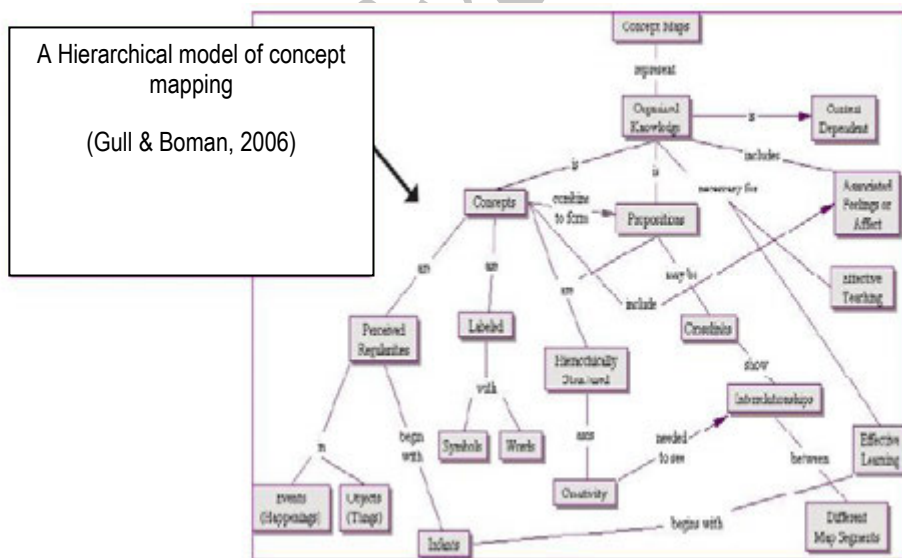 A Hierarchical model of concept
mapping
(Gull & Boman, 2006)
Concept Maps
represent
Organized
Knowledge
is
Context
Dependent
is
is
includes
necessary for
Associated
Feelings or
Affect
Concepts
combine
to form
Propositions
are
are
are
may be
include
Effective
Teaching
Perceived
Regularities
Labeled
Crosslinks
Hierarchically
Structured
show
with
Interrelationships
in
begin
with
Symbols
Words
needed
to see
between
Effective
Learning
Creativity
Events
(Happenings)
Objects
(Things)
Infants
begins with
Different
Map Segments